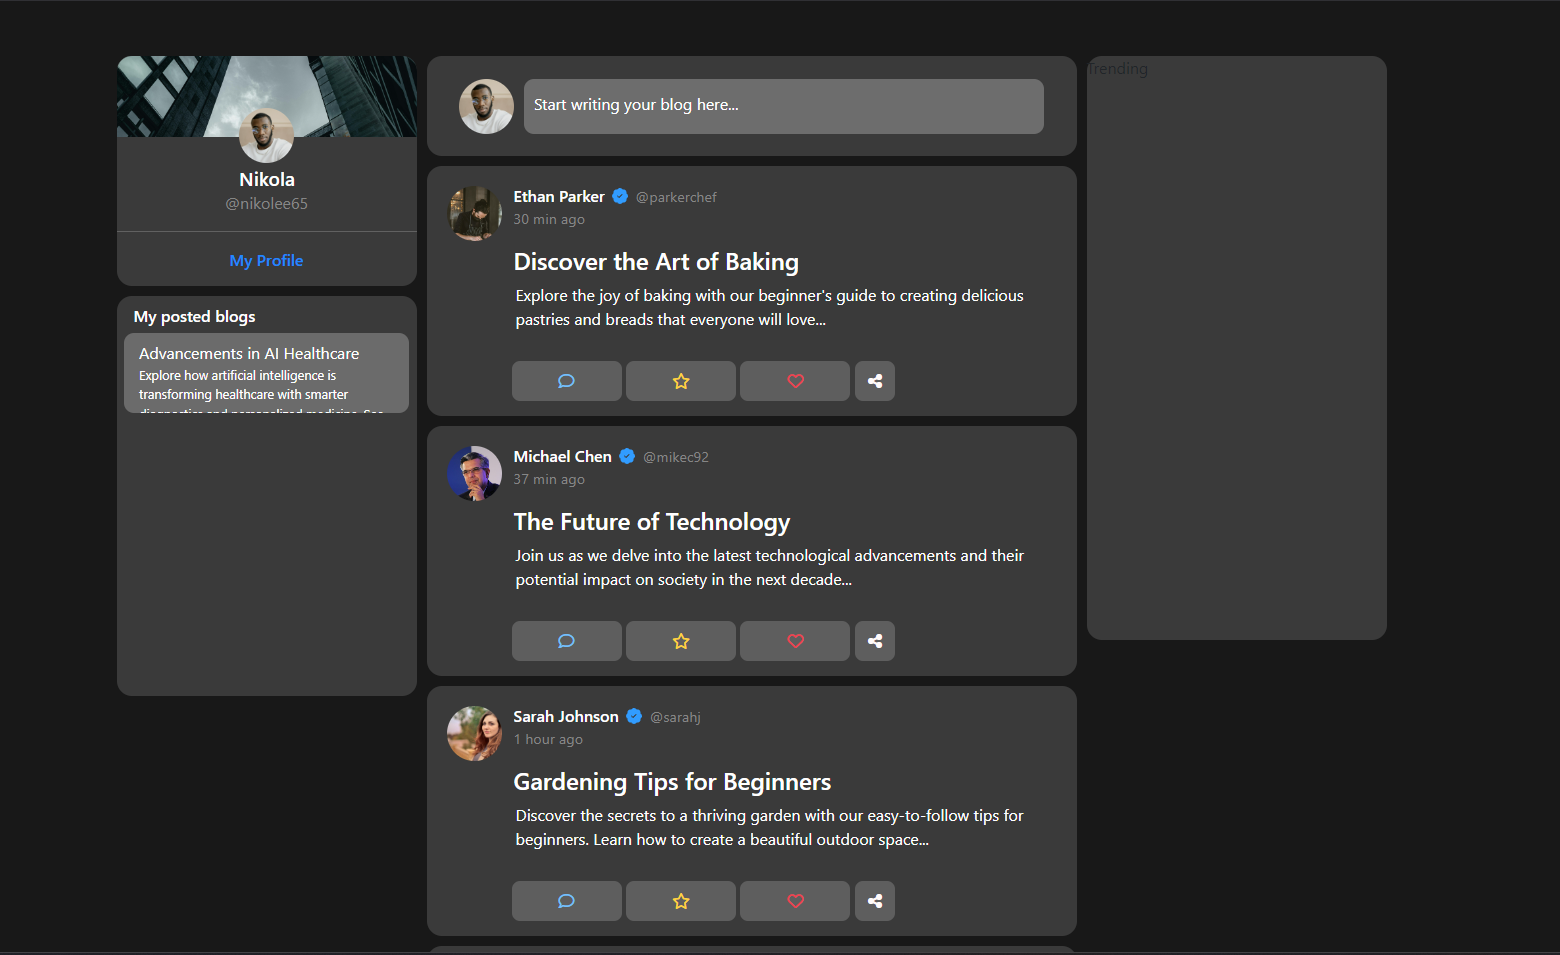 Nikola
@nikolee65
My Profile
My posted blogs
Advancements in AI Healthcare
Explore how artificial intelligence is
transforming healthcare with smarter
diagnostics and personalized medicine. See
Start writing your blog here...
Ethan Parker @parkerchef
30 min ago
Discover the Art of Baking
Explore the joy of baking with our beginner's guide to creating delicious
pastries and breads that everyone will love...
Michael Chen @mikec92
37 min ago
The Future of Technology
Join us as we delve into the latest technological advancements and their
potential impact on society in the next decade...
Sarah Johnson @sarahj
1 hour ago
Gardening Tips for Beginners
Discover the secrets to a thriving garden with our easy-to-follow tips for
beginners. Learn how to create a beautiful outdoor space...
Trending